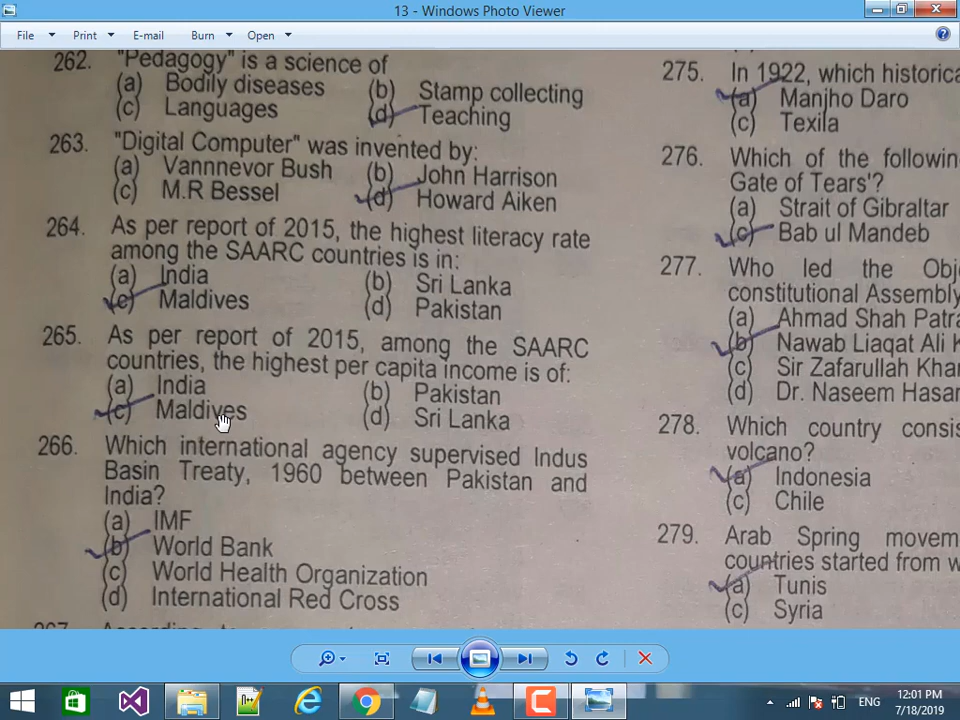 13 - Windows Photo Viewer
File Print E-mail Burn Open
262. "Pedagogy" is a science of
(a) Bodily diseases (b) Stamp collecting
(c) Languages (d) Teaching
263. "Digital Computer" was invented by:
(a) Vannnevor Bush (b) John Harrison
(c) M.R Bessel (d) Howard Aiken
264. As per report of 2015, the highest literacy rate
among the SAARC countries is in:
(a) India (b) Sri Lanka
(c) Maldives (d) Pakistan
265. As per report of 2015, among the SAARC
countries, the highest per capita income is of:
(a) India (b) Pakistan
(c) Maldives (d) Sri Lanka
266. Which international agency supervised Indus
Basin Treaty, 1960 between Pakistan and
India?
(a) IMF
(b) World Bank
(c) World Health Organization
(d) International Red Cross
275. In 1922, which historica
(a) Manjho Daro
(c) Texila
276. Which of the followin
Gate of Tears'?
(a) Strait of Gibraltar
(c) Bab ul Mandeb
277. Who led the Obj
constitutional Assembly
(a) Ahmad Shah Patra
(b) Nawab Liaqat Ali K
(c) Sir Zafarullah Kha
(d) Dr. Naseem Hasa
278. Which country consis
volcano?
(a) Indonesia
(c) Chile
279. Arab Spring movem
countries started from w
(a) Tunis
(c) Syria
ENG
12:01 PM
7/18/2019